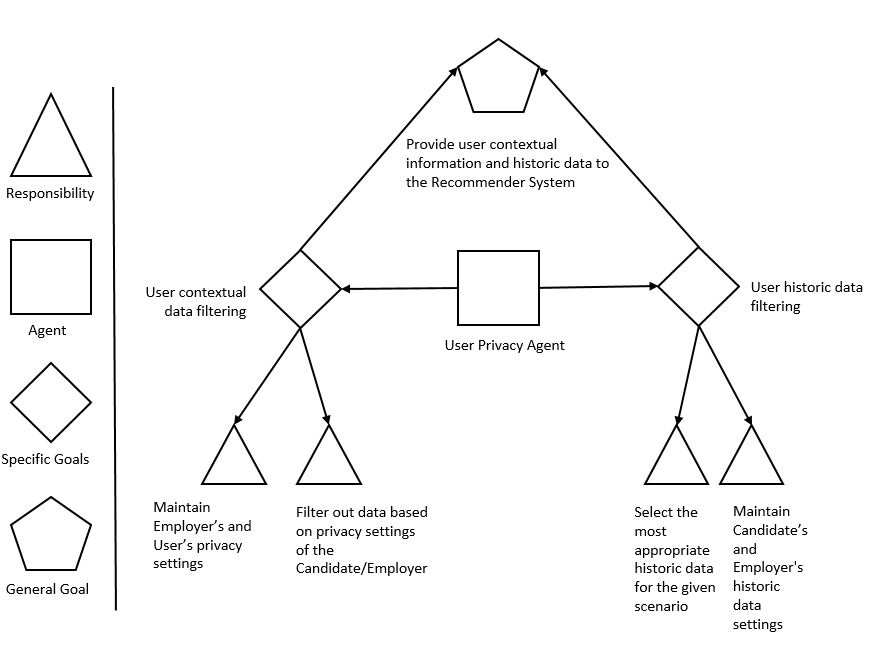 Responsibility
Agent
Specific Goals
General Goal
Provide user contextual
information and historic data to
the Recommender System
User contextual
data filtering
User Privacy Agent
User historic data
filtering
Maintain
Employer’s and
User’s privacy
settings
Filter out data based
on privacy settings
of the
Candidate/Employer
Select the
most
appropriate
historic data
for the given
scenario
Maintain
Candidate’s
and
Employer's
historic
data
settings